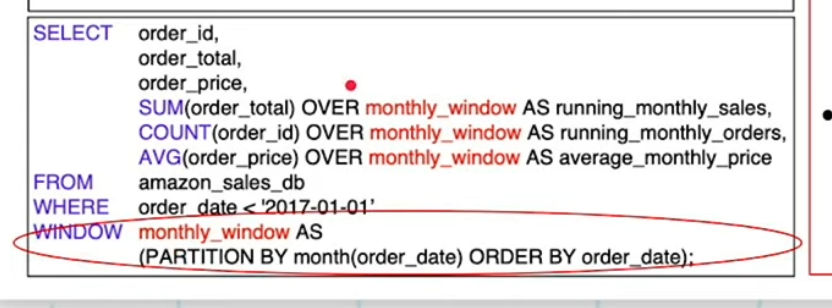 SELECT order_id,
order_total,
order_price,
SUM(order_total) OVER monthly_window AS running_monthly_sales,
COUNT(order_id) OVER monthly_window AS running_monthly_orders,
AVG(order_price) OVER monthly_window AS average_monthly_price
FROM amazon_sales_db
WHERE order_date < '2017-01-01’
WINDOW monthly_window AS
(PARTITION BY month(order_date) ORDER BY order_date);